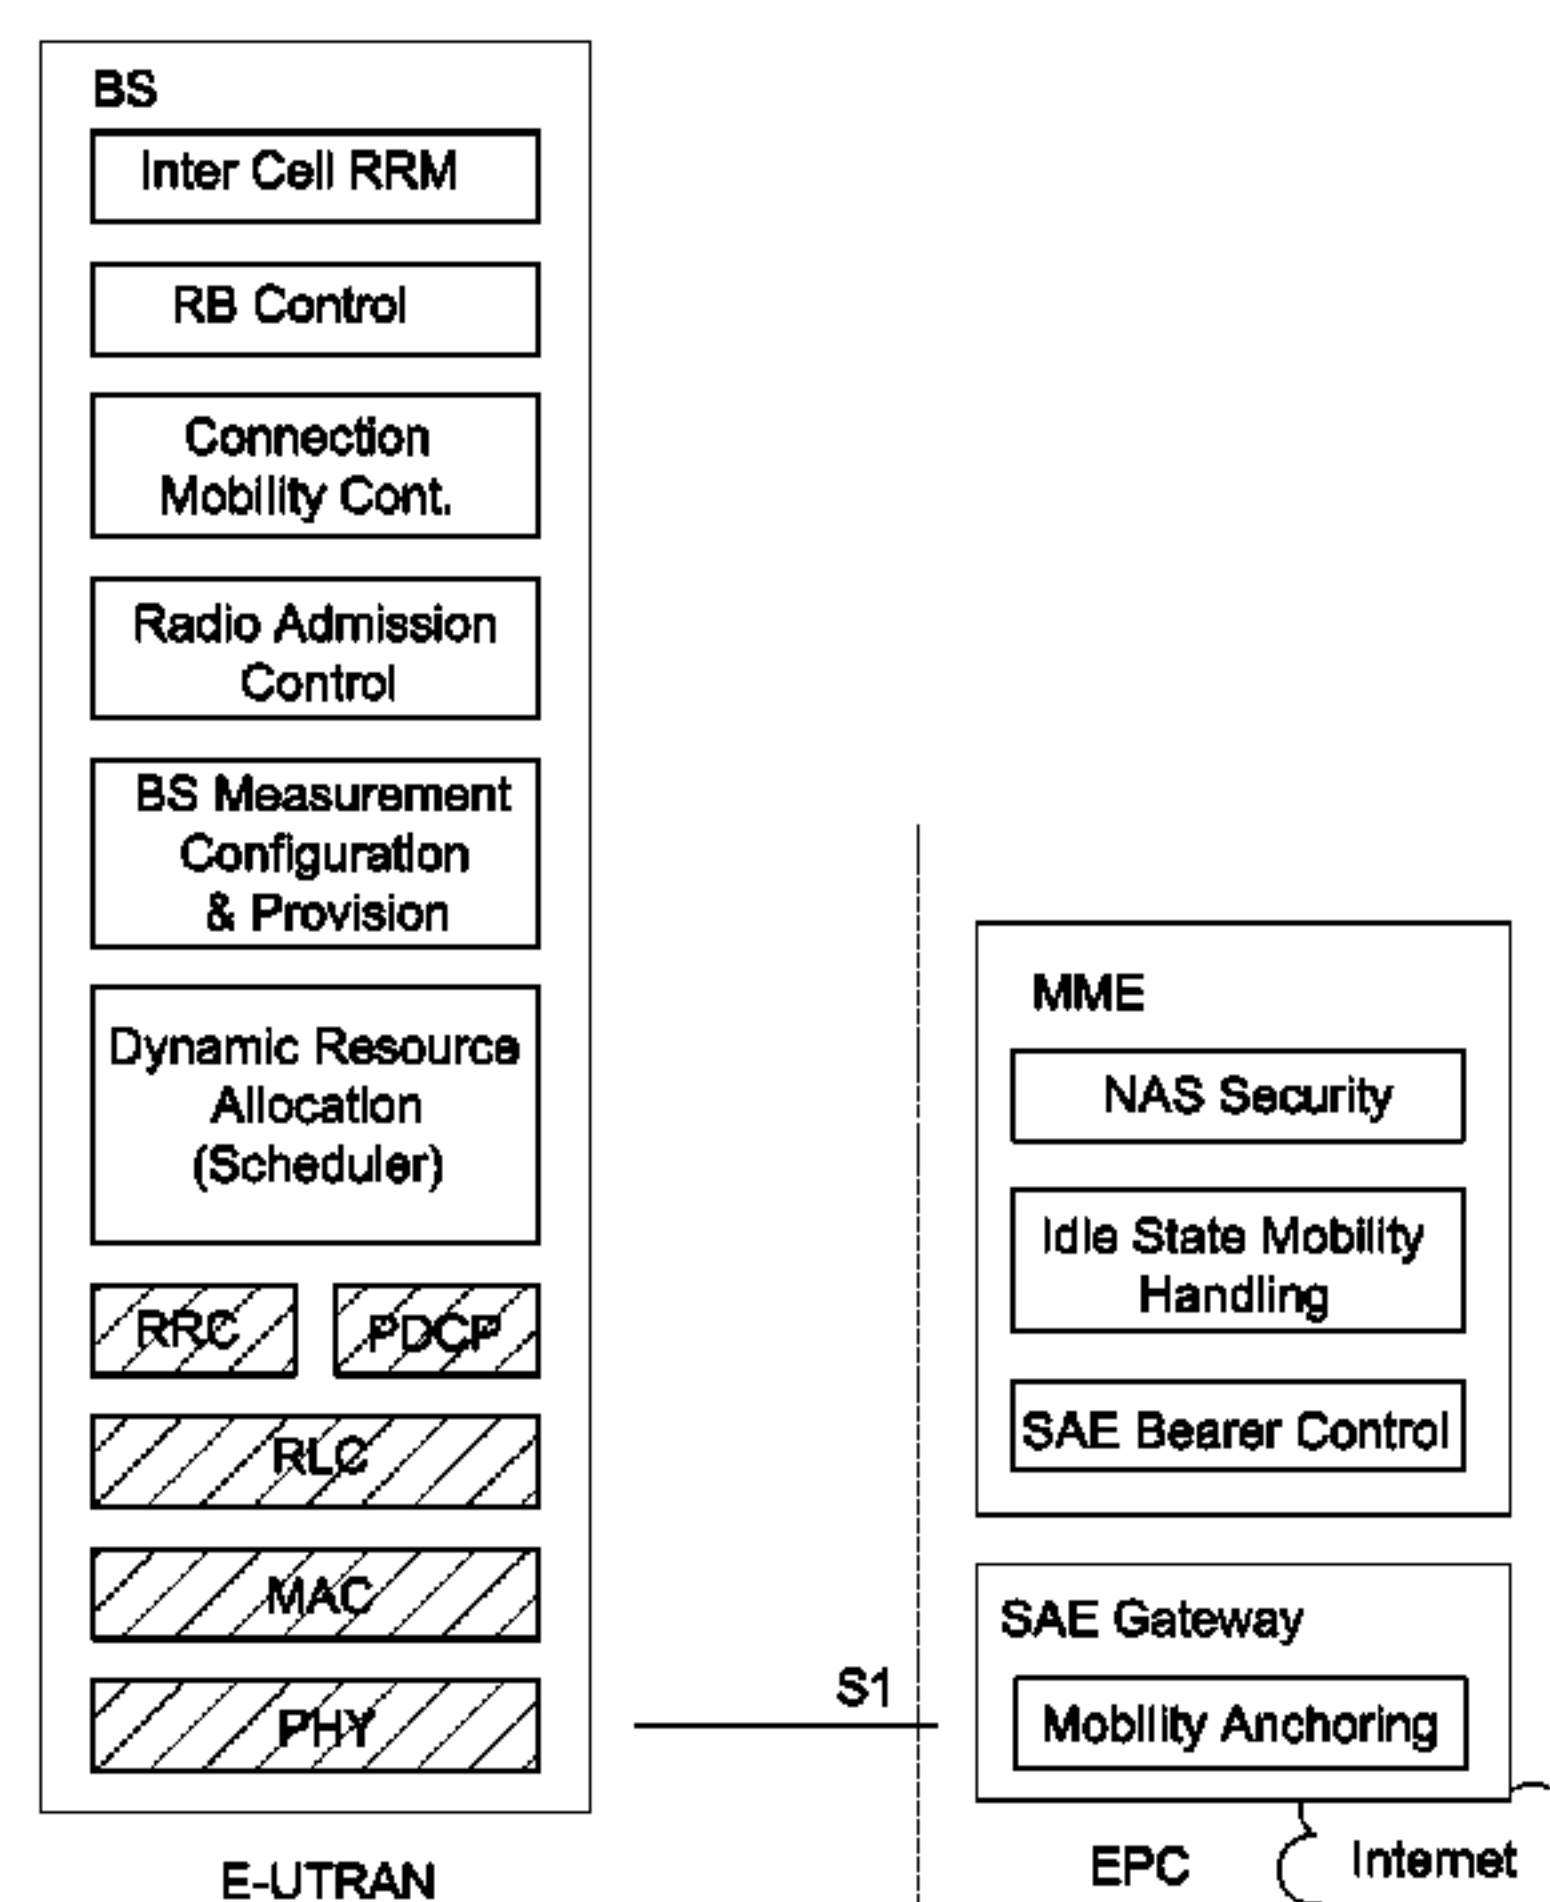 BS
Inter Cell RRM
RB Control
Connection
Mobility Cont.
Radio Admission
Control
BS Measurement
Configuration
& Provision
Dynamic Resource
Allocation
(Scheduler)
RRC
PDCP
RLC
MAC
PHY
E-UTRAN
S1
MME
NAS Security
Idle State Mobility
Handling
SAE Bearer Control
SAE Gateway
Mobility Anchoring
EPC
Internet